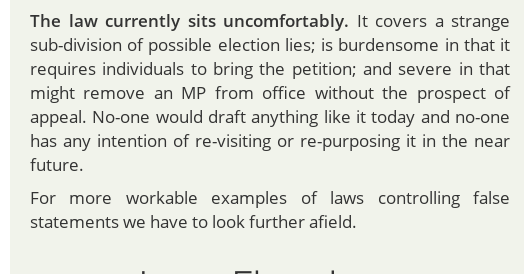 The law currently sits uncomfortably. It covers a strange
sub-division of possible election lies; is burdensome in that it
requires individuals to bring the petition; and severe in that
might remove an MP from office without the prospect of
appeal. No-one would draft anything like it today and no-one
has any intention of re-visiting or re-purposing it in the near
future.
For more workable examples of laws controlling false
statements we have to look further afield.